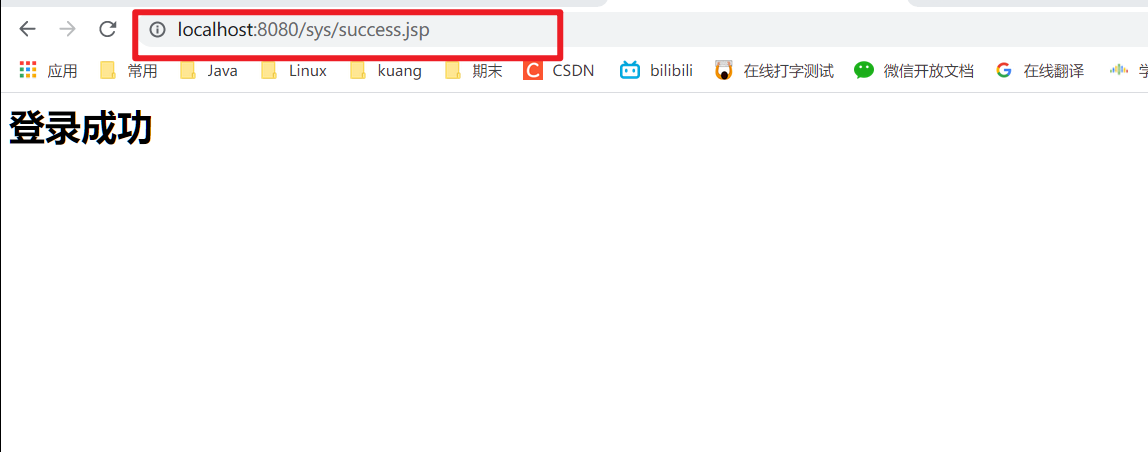 localhost:8080/sys/success.jsp
应用 常用 Java Linux kuang 期末 CSDN bilibili 在线打字测试 微信开放文档 在线翻译
登录成功